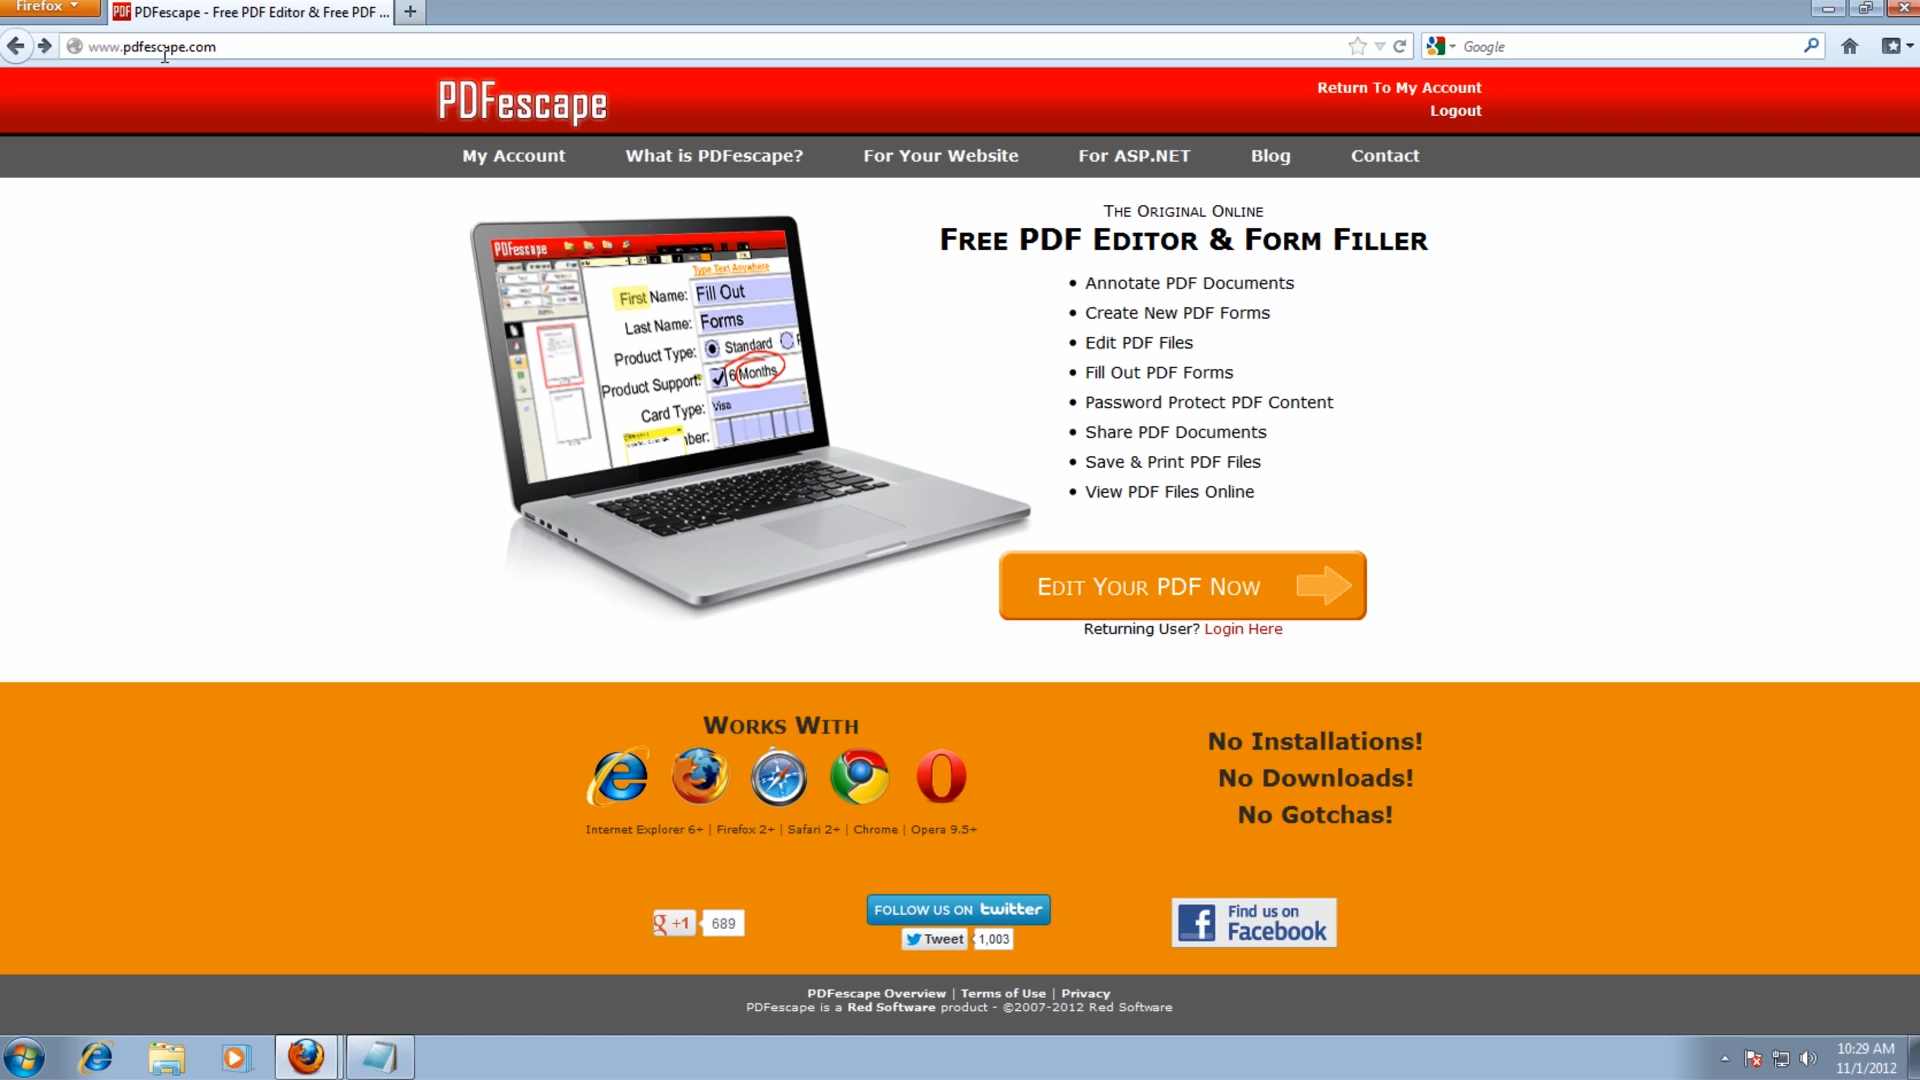 Firefox
PDFescape - Free PDF Editor & Free PDF ...
www.pdfescape.com
Google
PDFescape
Return To My Account
Logout
My Account
What is PDFescape?
For Your Website
For ASP.NET
Blog
Contact
PDFescape
Type Text Anywhere
First Name: Fill Out
Last Name: Forms
Product Type: Standard
Product Support: 6 Months
Card Type: Visa
ber:
The Original Online
Free PDF Editor & Form Filler
• Annotate PDF Documents
• Create New PDF Forms
• Edit PDF Files
• Fill Out PDF Forms
• Password Protect PDF Content
• Share PDF Documents
• Save & Print PDF Files
• View PDF Files Online
Edit Your PDF Now
Returning User? Login Here
Works With
Internet Explorer 6+ | Firefox 2+ | Safari 2+ | Chrome | Opera 9.5+
No Installations!
No Downloads!
No Gotchas!
g +1 689
FOLLOW US ON twitter
Tweet 1,003
Find us on
Facebook
PDFescape Overview | Terms of Use | Privacy
PDFescape is a Red Software product - ©2007-2012 Red Software
10:29 AM
11/1/2012